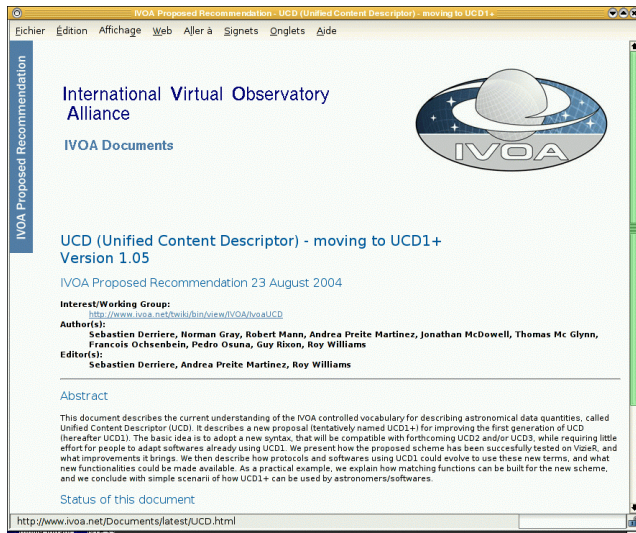 IVOA Proposed Recommendation - UCD (Unified Content Descriptor) - moving to UCD1+
Fichier Édition Affichage Web Aller à Signets Onglets Aide
IVOA Proposed Recommendation
International Virtual Observatory
Alliance
IVOA Documents
IVOA
UCD (Unified Content Descriptor) - moving to UCD1+
Version 1.05
IVOA Proposed Recommendation 23 August 2004
Interest/Working Group:
http://www.ivoa.net/twiki/bin/view/IVOA/IvoaUCD
Author(s):
Sebastien Derriere, Norman Gray, Robert Mann, Andrea Preite Martinez, Jonathan McDowell, Thomas Mc Glynn,
Francois Ochsenbein, Pedro Osuna, Guy Rixon, Roy Williams
Editor(s):
Sebastien Derriere, Andrea Preite Martinez, Roy Williams
Abstract
This document describes the current understanding of the IVOA controlled vocabulary for describing astronomical data quantities, called
Unified Content Descriptor (UCD). It describes a new proposal (tentatively named UCD1+) for improving the first generation of UCD
(hereafter UCD1). The basic idea is to adopt a new syntax, that will be compatible with forthcoming UCD2 and/or UCD3, while requiring little
effort for people to adapt softwares already using UCD1. We present how the proposed scheme has been succesfully tested on VizieR, and
what improvements it brings. We then describe how protocols and softwares using UCD1 could evolve to use these new terms, and what
new functionalities could be made available. As a practical example, we explain how matching functions can be built for the new scheme,
and we conclude with simple scenarii of how UCD1+ can be used by astronomers/softwares.
Status of this document
http://www.ivoa.net/Documents/latest/UCD.html